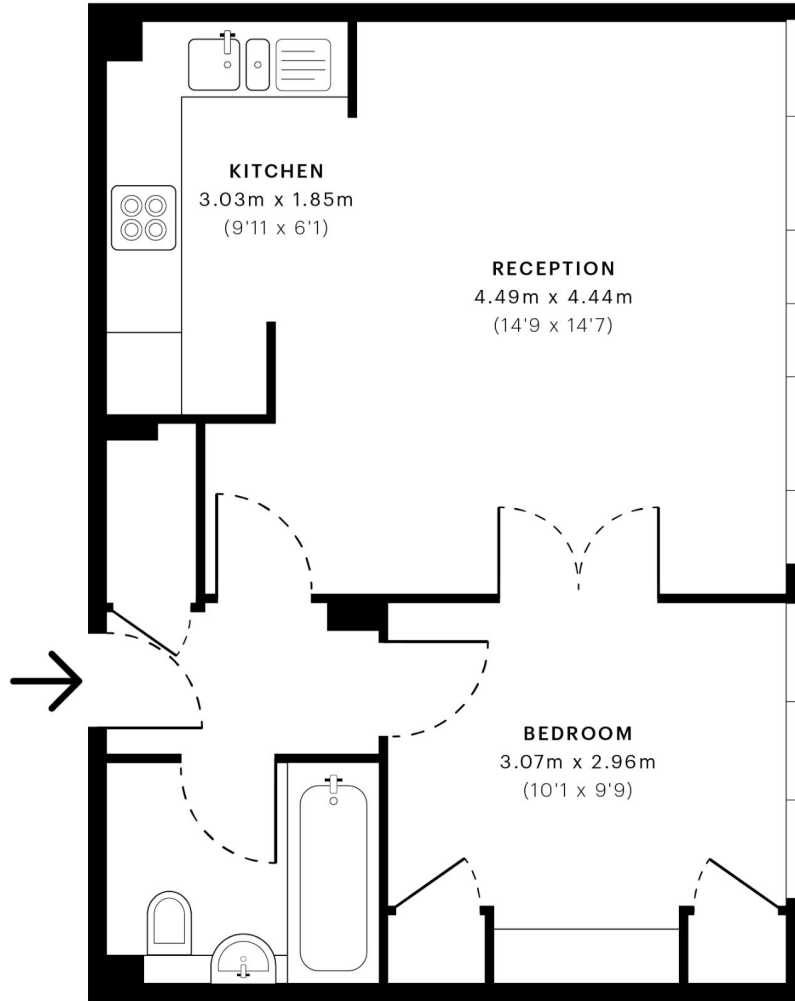 KITCHEN
3.03m x 1.85m
(9'11 x 6'1)
RECEPTION
4.49m x 4.44m
(14'9 x 14'7)
BEDROOM
3.07m x 2.96m
(10'1 x 9'9)